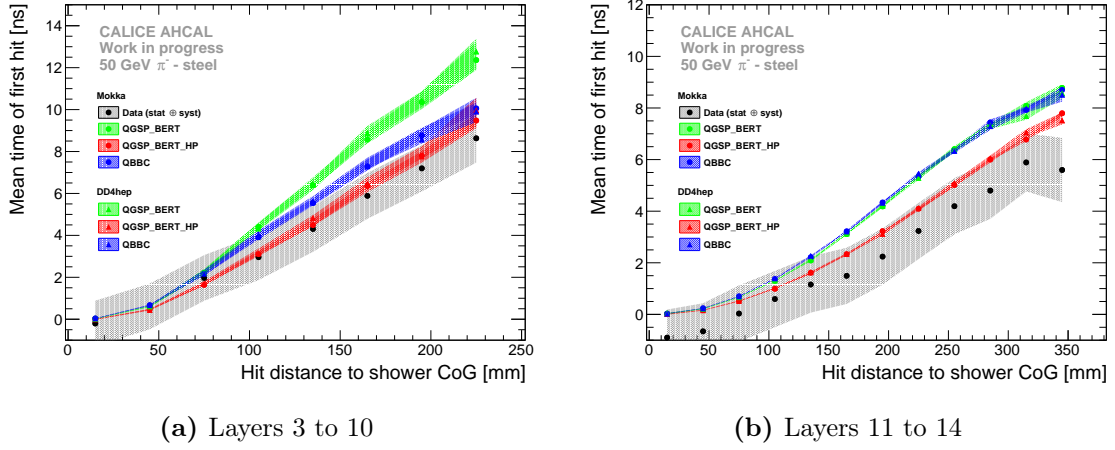 Mean time of first hit [ns]
14
12
10
8
6
4
2
0
CALICE AHCAL
Work in progress
50 GeV π⁻ - steel
Mokka
Data (stat ⊕ syst)
QGSP_BERT
QGSP_BERT_HP
QBBC
DD4hep
QGSP_BERT
QGSP_BERT_HP
QBBC
0 50 100 150 200 250
Hit distance to shower CoG [mm]
(a) Layers 3 to 10
Mean time of first hit [ns]
12
10
8
6
4
2
0
CALICE AHCAL
Work in progress
50 GeV π⁻ - steel
Mokka
Data (stat ⊕ syst)
QGSP_BERT
QGSP_BERT_HP
QBBC
DD4hep
QGSP_BERT
QGSP_BERT_HP
QBBC
0 50 100 150 200 250 300 350
Hit distance to shower CoG [mm]
(b) Layers 11 to 14